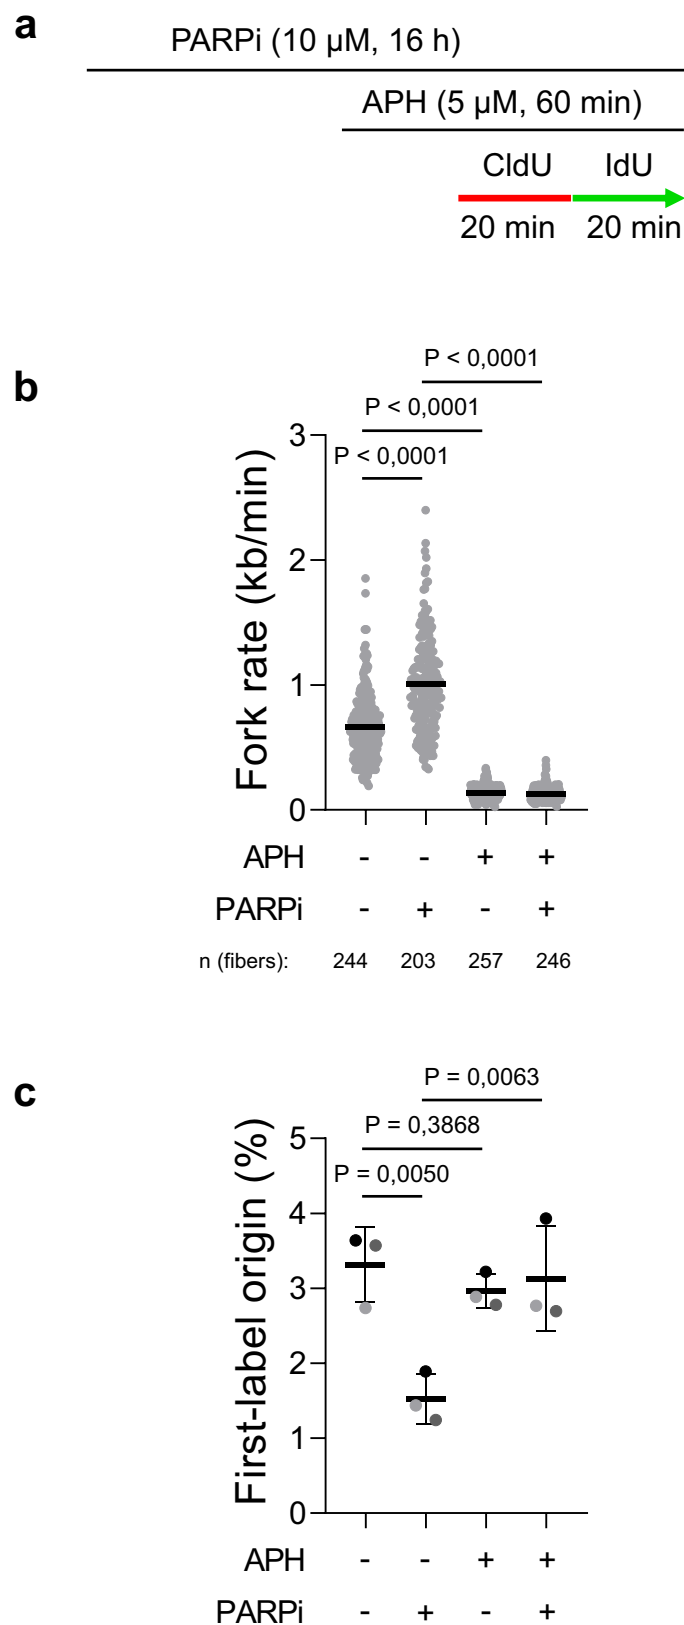 a
PARPi (10 µM, 16 h)
APH (5 µM, 60 min)
CldU IdU
20 min 20 min
b
P < 0,0001
P < 0,0001
P < 0,0001
Fork rate (kb/min)
3
2
1
0
APH - - + +
PARPi - + - +
n (fibers): 244 203 257 246
c
P = 0,0063
P = 0,3868
P = 0,0050
First-label origin (%)
5
4
3
2
1
0
APH - - + +
PARPi - + - +